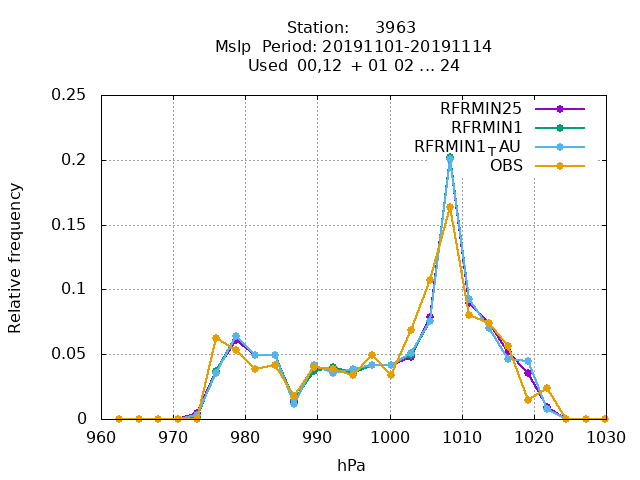 Station: 3963
Mslp Period: 20191101-20191114
Used 00,12 + 01 02 ... 24
0.25
RFRMIN25
RFRMIN1
RFRMIN1TAU
OBS
0.2
0.15
0.1
0.05
0
Relative frequency
960 970 980 990 1000 1010 1020 1030
hPa